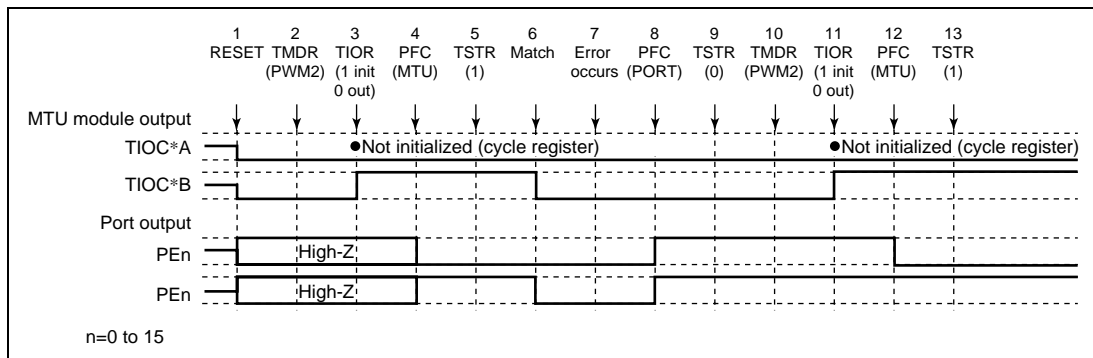 1 2 3 4 5 6 7 8 9 10 11 12 13
RESET TMDR TIOR PFC TSTR Match Error PFC TSTR TMDR TIOR PFC TSTR
(PWM2) (1 init (MTU) (1) occurs (PORT) (0) (PWM2) (1 init (MTU) (1)
0 out) 0 out)
MTU module output
TIOC*A ●Not initialized (cycle register) ●Not initialized (cycle register)
TIOC*B
Port output
PEn High-Z
PEn High-Z
n=0 to 15